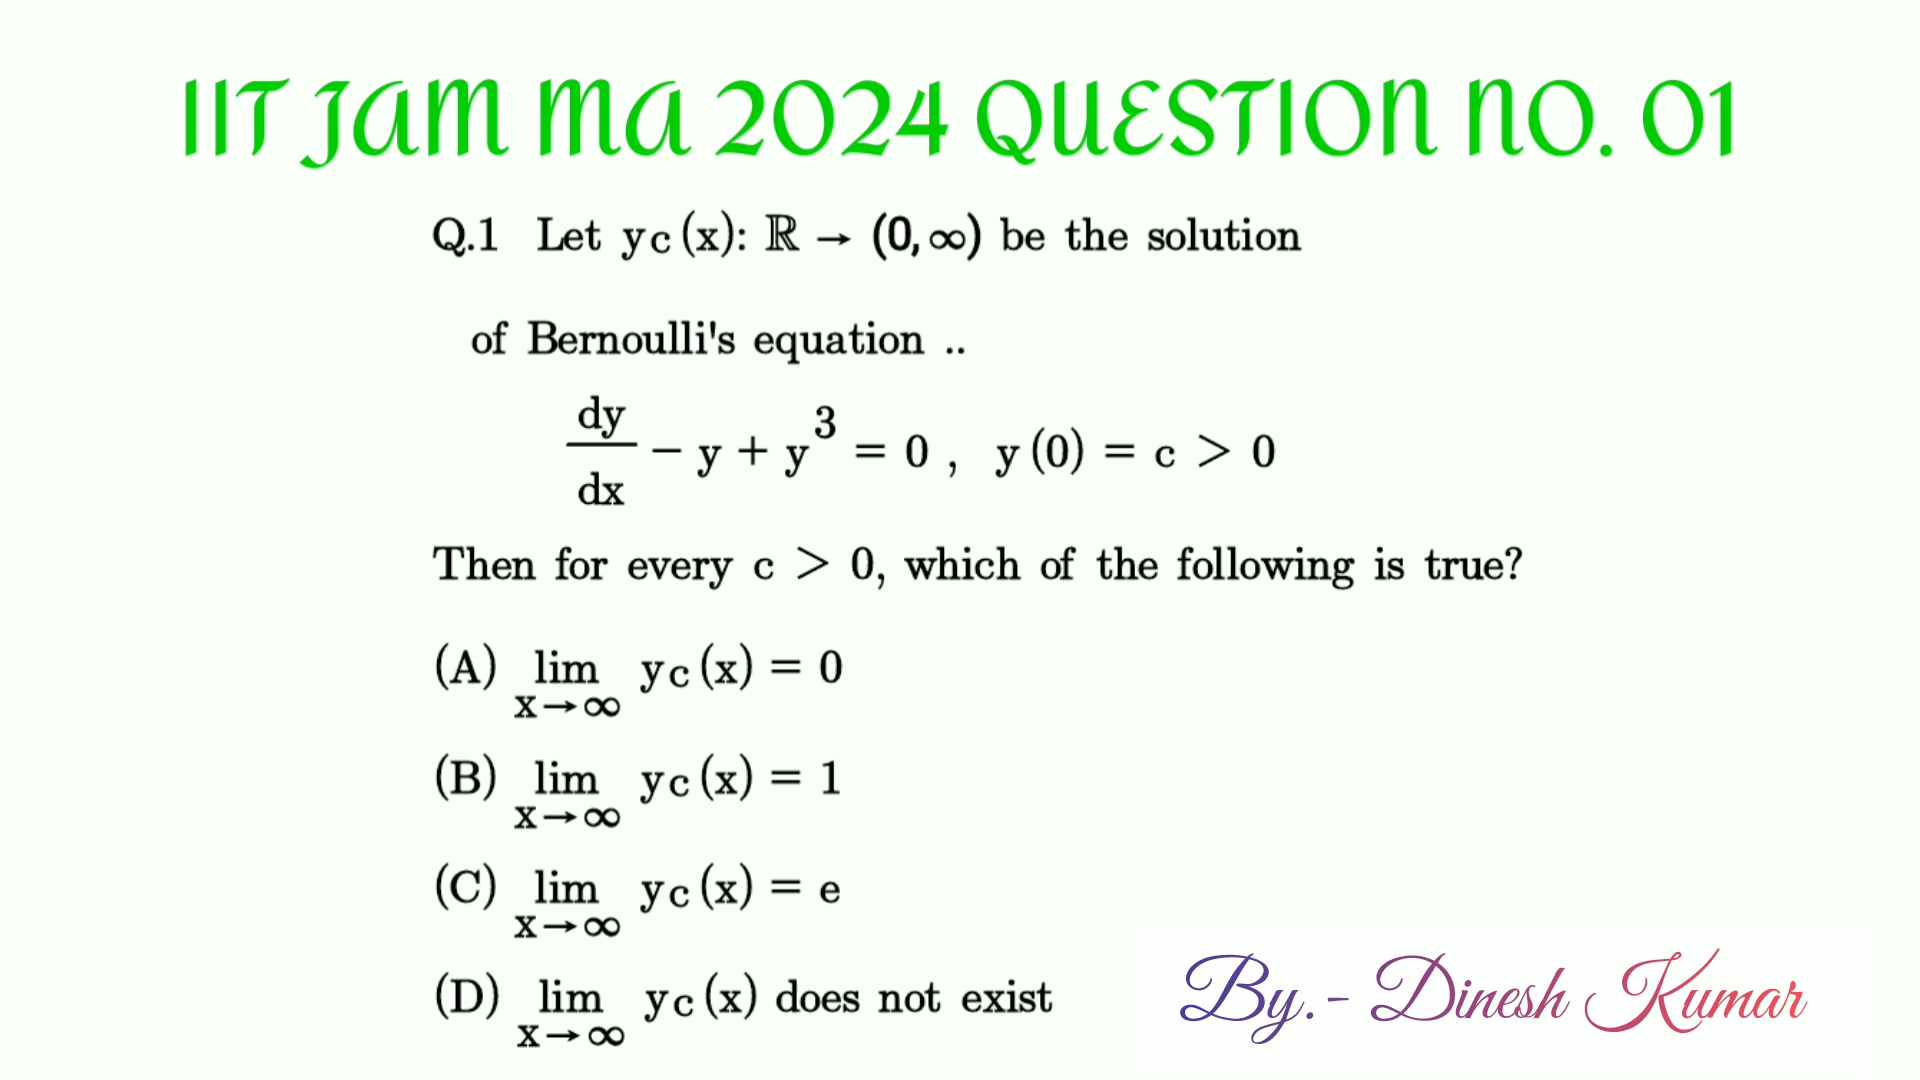 IIT JAM MA 2024 QUESTION NO. 01
Q.1 Let yc(x): ℝ → (0, ∞) be the solution
of Bernoulli's equation ..
dy/dx − y + y³ = 0 , y(0) = c > 0
Then for every c > 0, which of the following is true?
(A) lim x→∞ yc(x) = 0
(B) lim x→∞ yc(x) = 1
(C) lim x→∞ yc(x) = e
(D) lim x→∞ yc(x) does not exist
By.- Dinesh Kumar